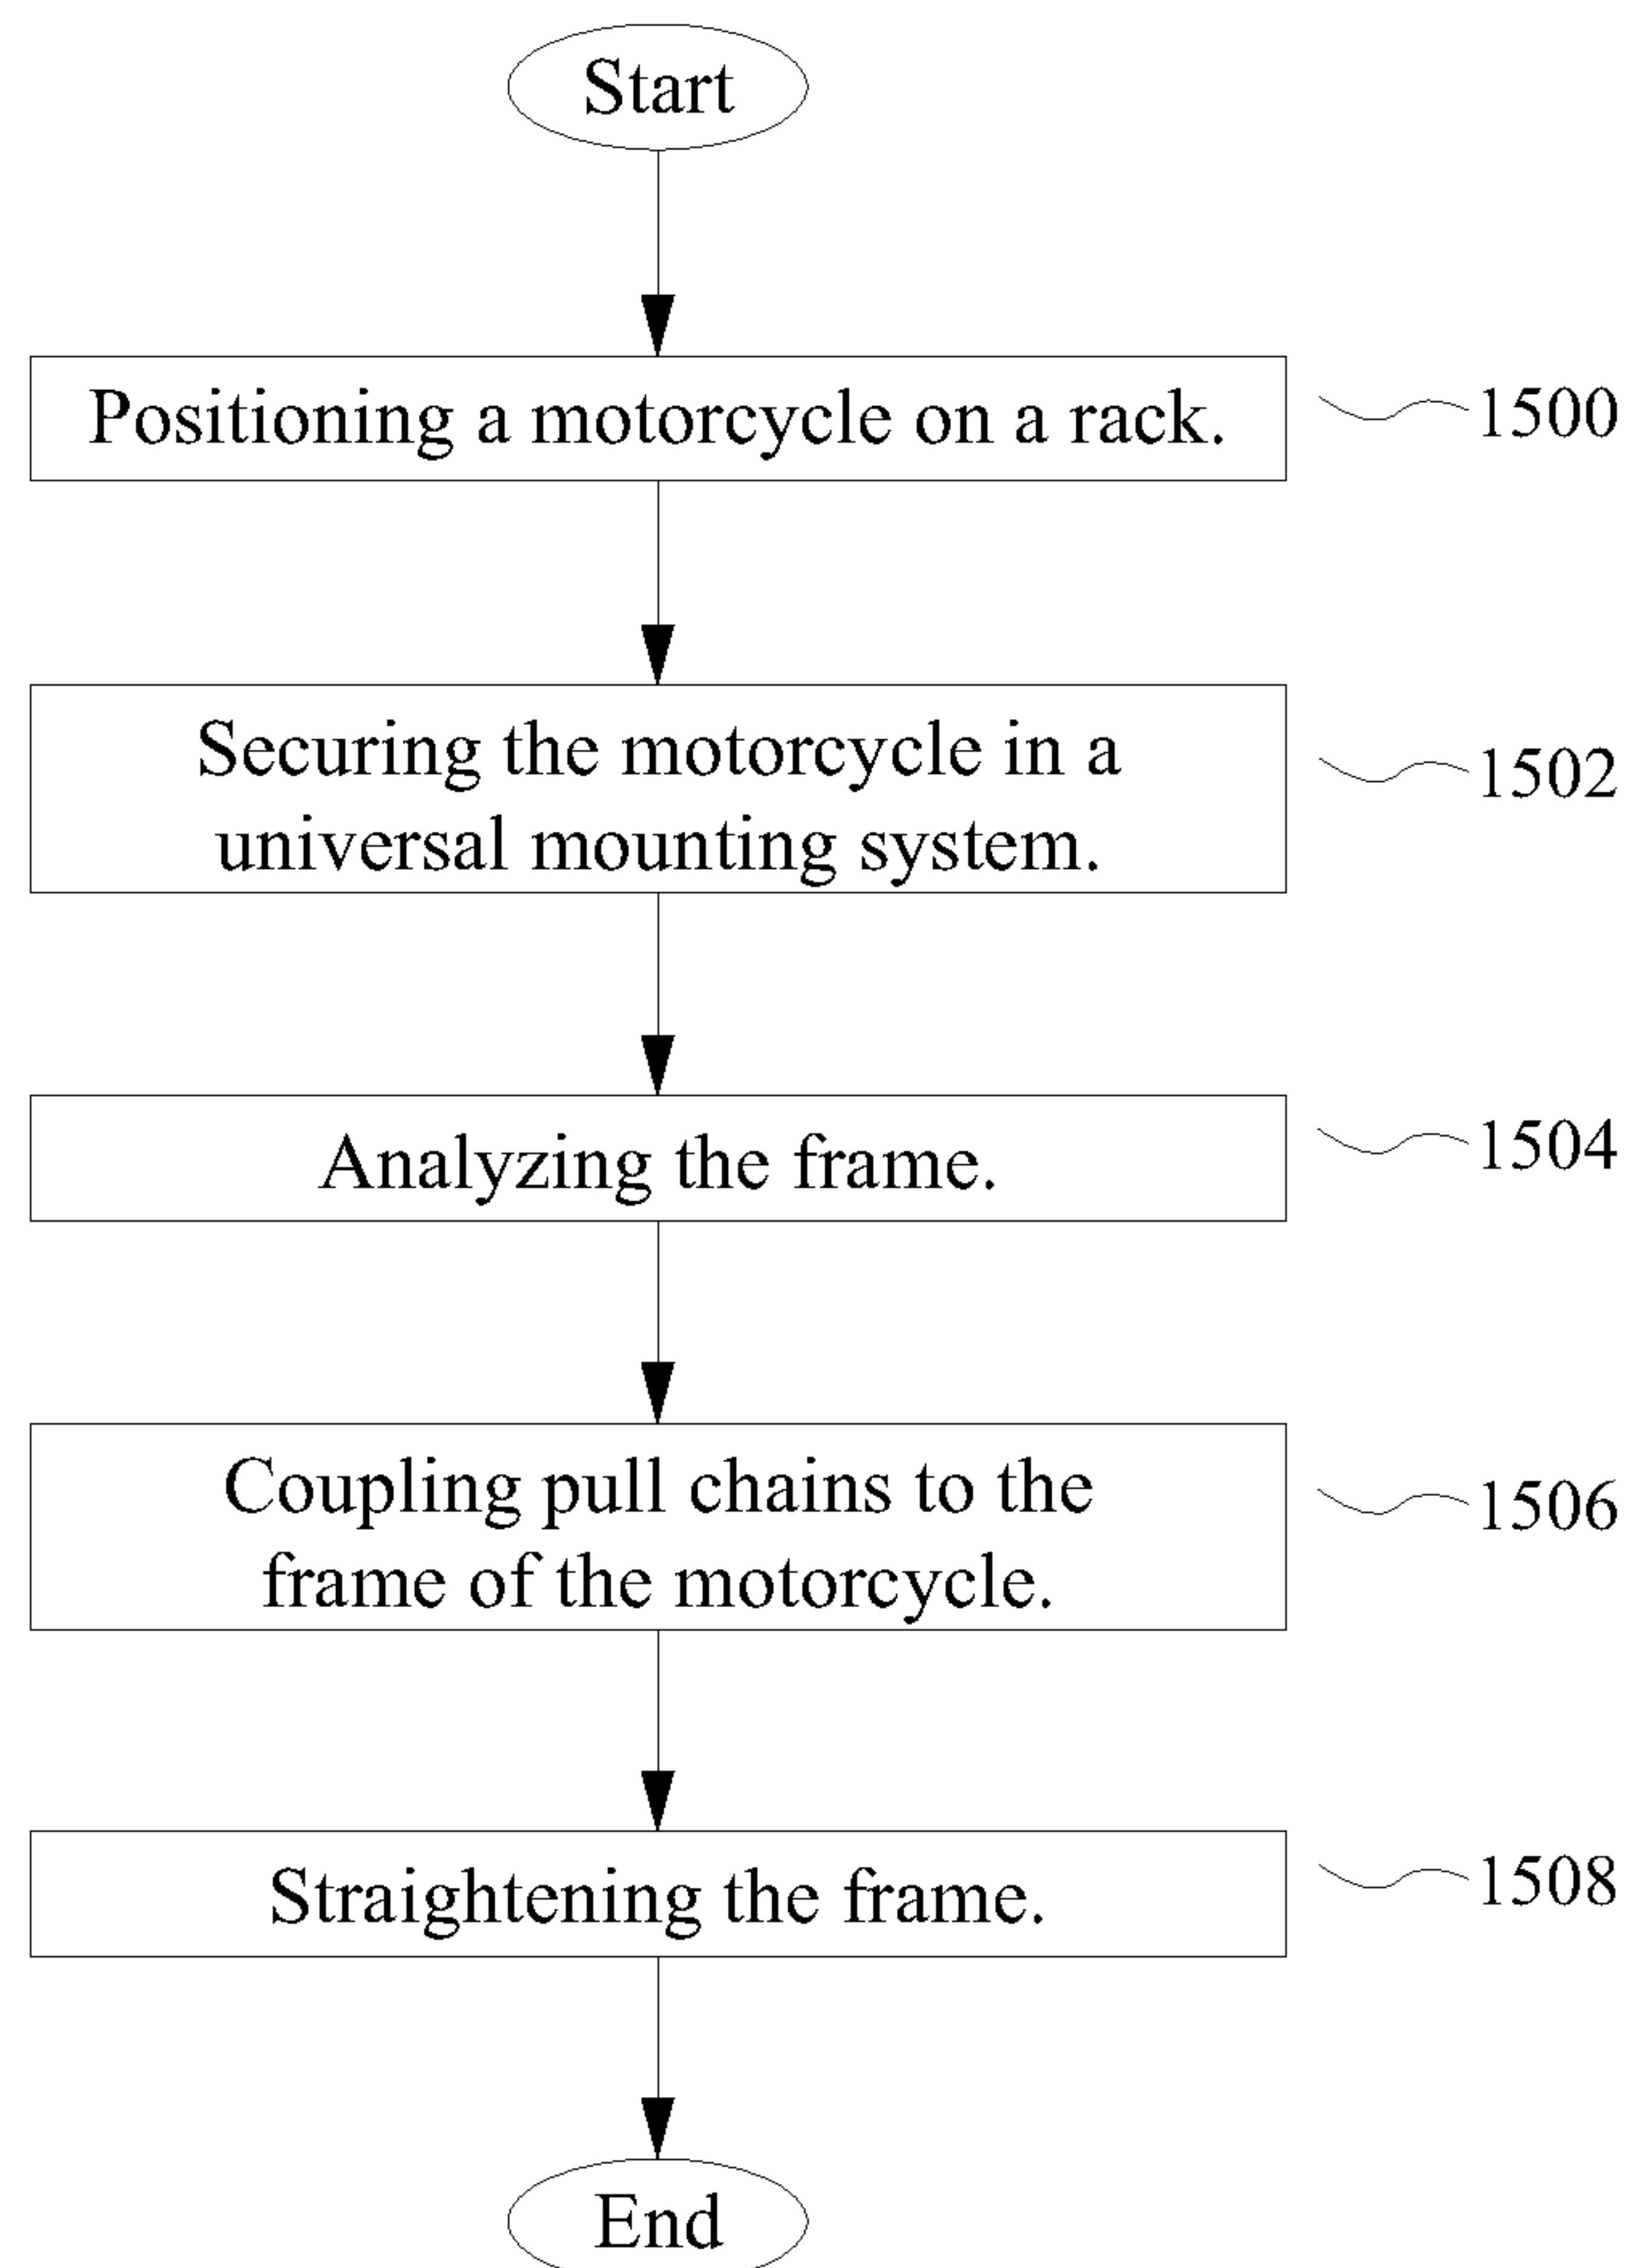 Start
Positioning a motorcycle on a rack.
1500
Securing the motorcycle in a
universal mounting system.
1502
Analyzing the frame.
1504
Coupling pull chains to the
frame of the motorcycle.
1506
Straightening the frame.
1508
End